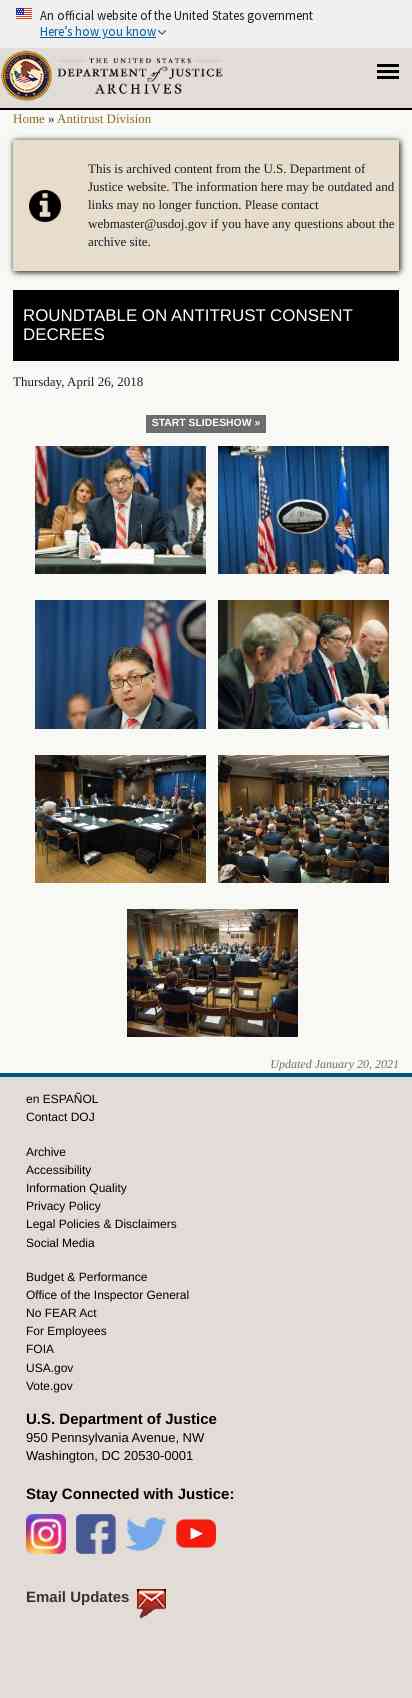 An official website of the United States government
Here's how you know
THE UNITED STATES
DEPARTMENT of JUSTICE
ARCHIVES
Home » Antitrust Division
This is archived content from the U.S. Department of
Justice website. The information here may be outdated and
links may no longer function. Please contact
webmaster@usdoj.gov if you have any questions about the
archive site.
ROUNDTABLE ON ANTITRUST CONSENT
DECREES
Thursday, April 26, 2018
START SLIDESHOW »
Updated January 20, 2021
en ESPAÑOL
Contact DOJ
Archive
Accessibility
Information Quality
Privacy Policy
Legal Policies & Disclaimers
Social Media
Budget & Performance
Office of the Inspector General
No FEAR Act
For Employees
FOIA
USA.gov
Vote.gov
U.S. Department of Justice
950 Pennsylvania Avenue, NW
Washington, DC 20530-0001
Stay Connected with Justice:
Email Updates